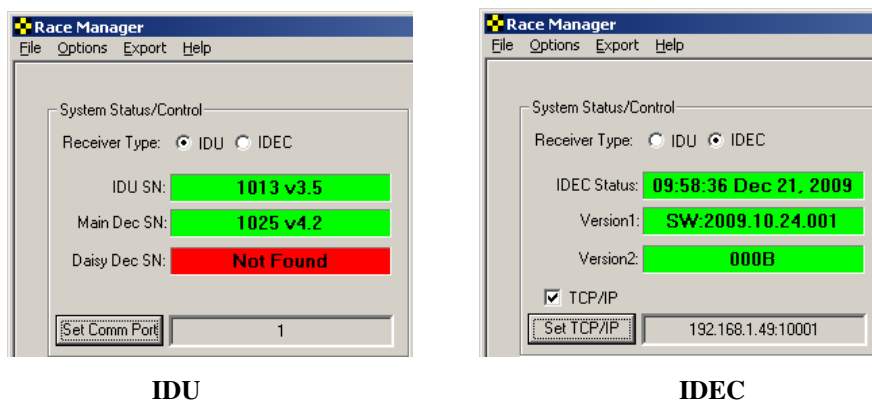 Race Manager
File Options Export Help
System Status/Control
Receiver Type: IDU IDEC
IDU SN: 1013 v3.5
Main Dec SN: 1025 v4.2
Daisy Dec SN: Not Found
Set Comm Port 1
IDU
Race Manager
File Options Export Help
System Status/Control
Receiver Type: IDU IDEC
IDEC Status: 09:58:36 Dec 21, 2009
Version1: SW:2009.10.24.001
Version2: 000B
TCP/IP
Set TCP/IP 192.168.1.49:10001
IDEC